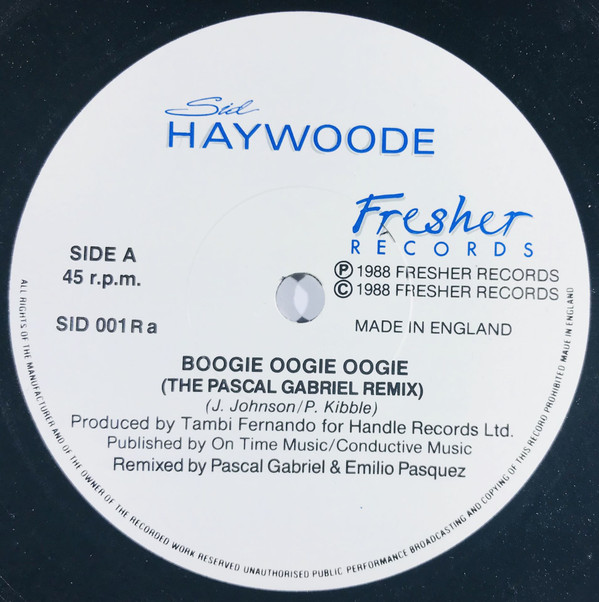 Sid
HAYWOODE
Fresher
RECORDS
SIDE A
45 r.p.m.
Ⓟ 1988 FRESHER RECORDS
© 1988 FRESHER RECORDS
SID 001R a
MADE IN ENGLAND
BOOGIE OOGIE OOGIE
(THE PASCAL GABRIEL REMIX)
(J. Johnson/P. Kibble)
Produced by Tambi Fernando for Handle Records Ltd.
Published by On Time Music/Conductive Music
Remixed by Pascal Gabriel & Emilio Pasquez
ALL RIGHTS OF THE MANUFACTURER AND OF THE OWNER OF THE RECORDED WORK RESERVED UNAUTHORISED PUBLIC PERFORMANCE BROADCASTING AND COPYING OF THIS RECORD PROHIBITED MADE IN ENGLAND